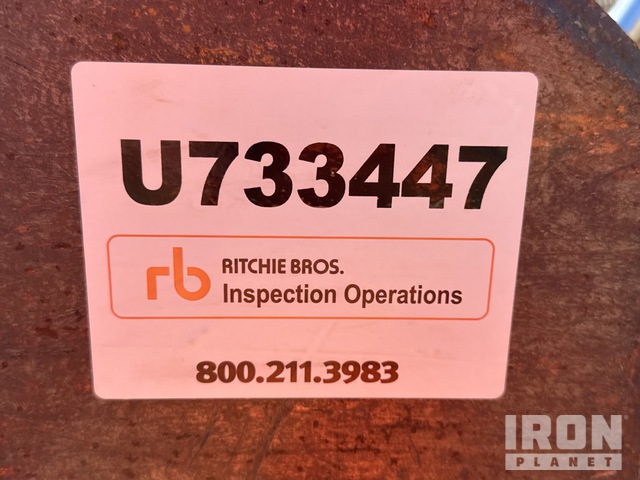 U733447
rb RITCHIE BROS.
Inspection Operations
800.211.3983
IRON
PLANET